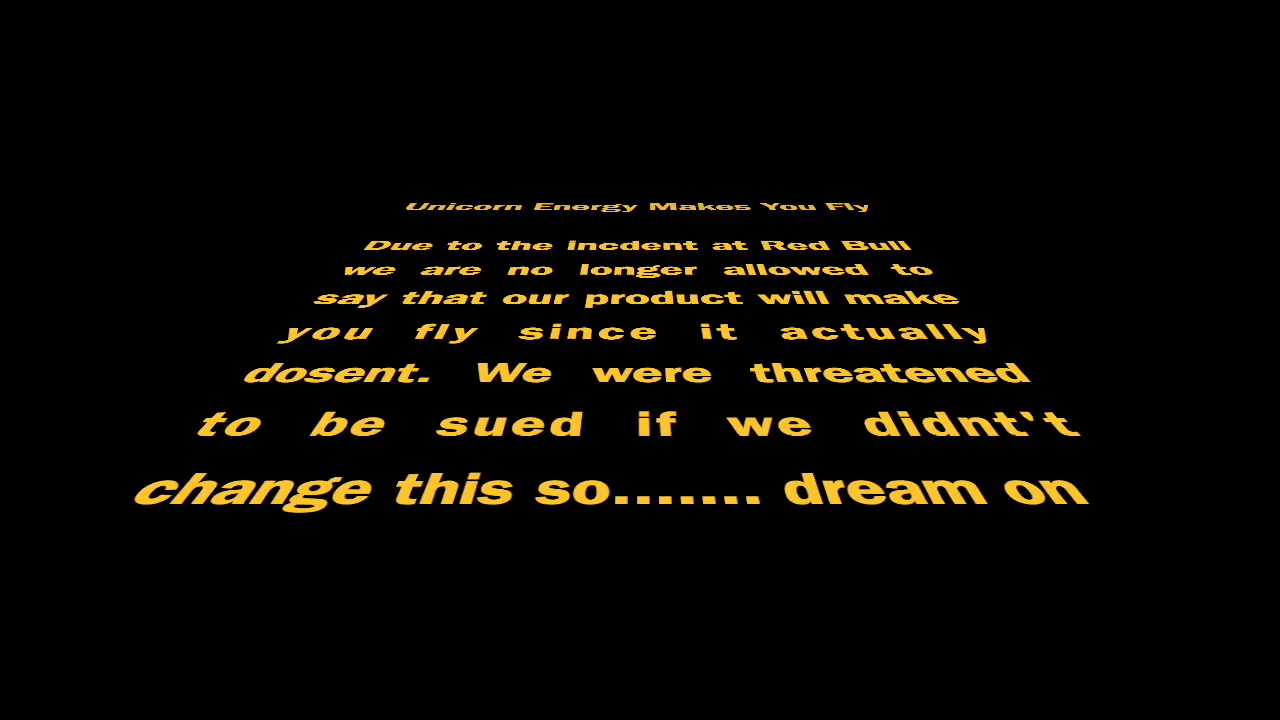 Unicorn Energy Makes You Fly
Due to the incdent at Red Bull
we are no longer allowed to
say that our product will make
you fly since it actually
dosent. We were threatened
to be sued if we didnt't
change this so....... dream on